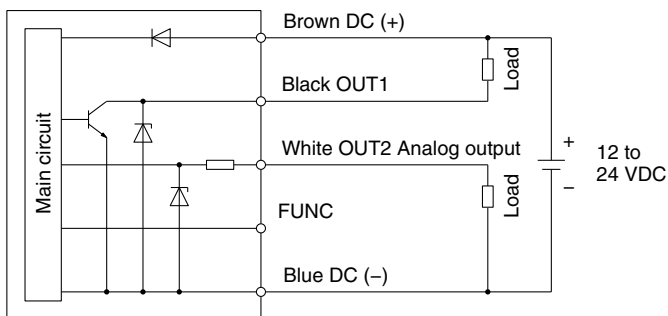 Brown DC (+)
Main circuit
Load
Black OUT1
White OUT2 Analog output
+
12 to
24 VDC
−
Load
FUNC
Blue DC (−)